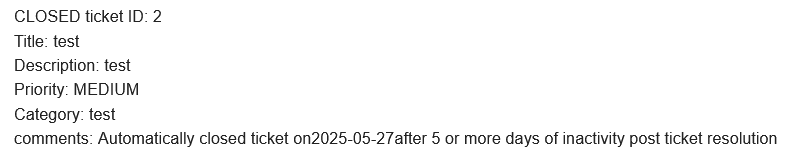 CLOSED ticket ID: 2
Title: test
Description: test
Priority: MEDIUM
Category: test
comments: Automatically closed ticket on2025-05-27after 5 or more days of inactivity post ticket resolution